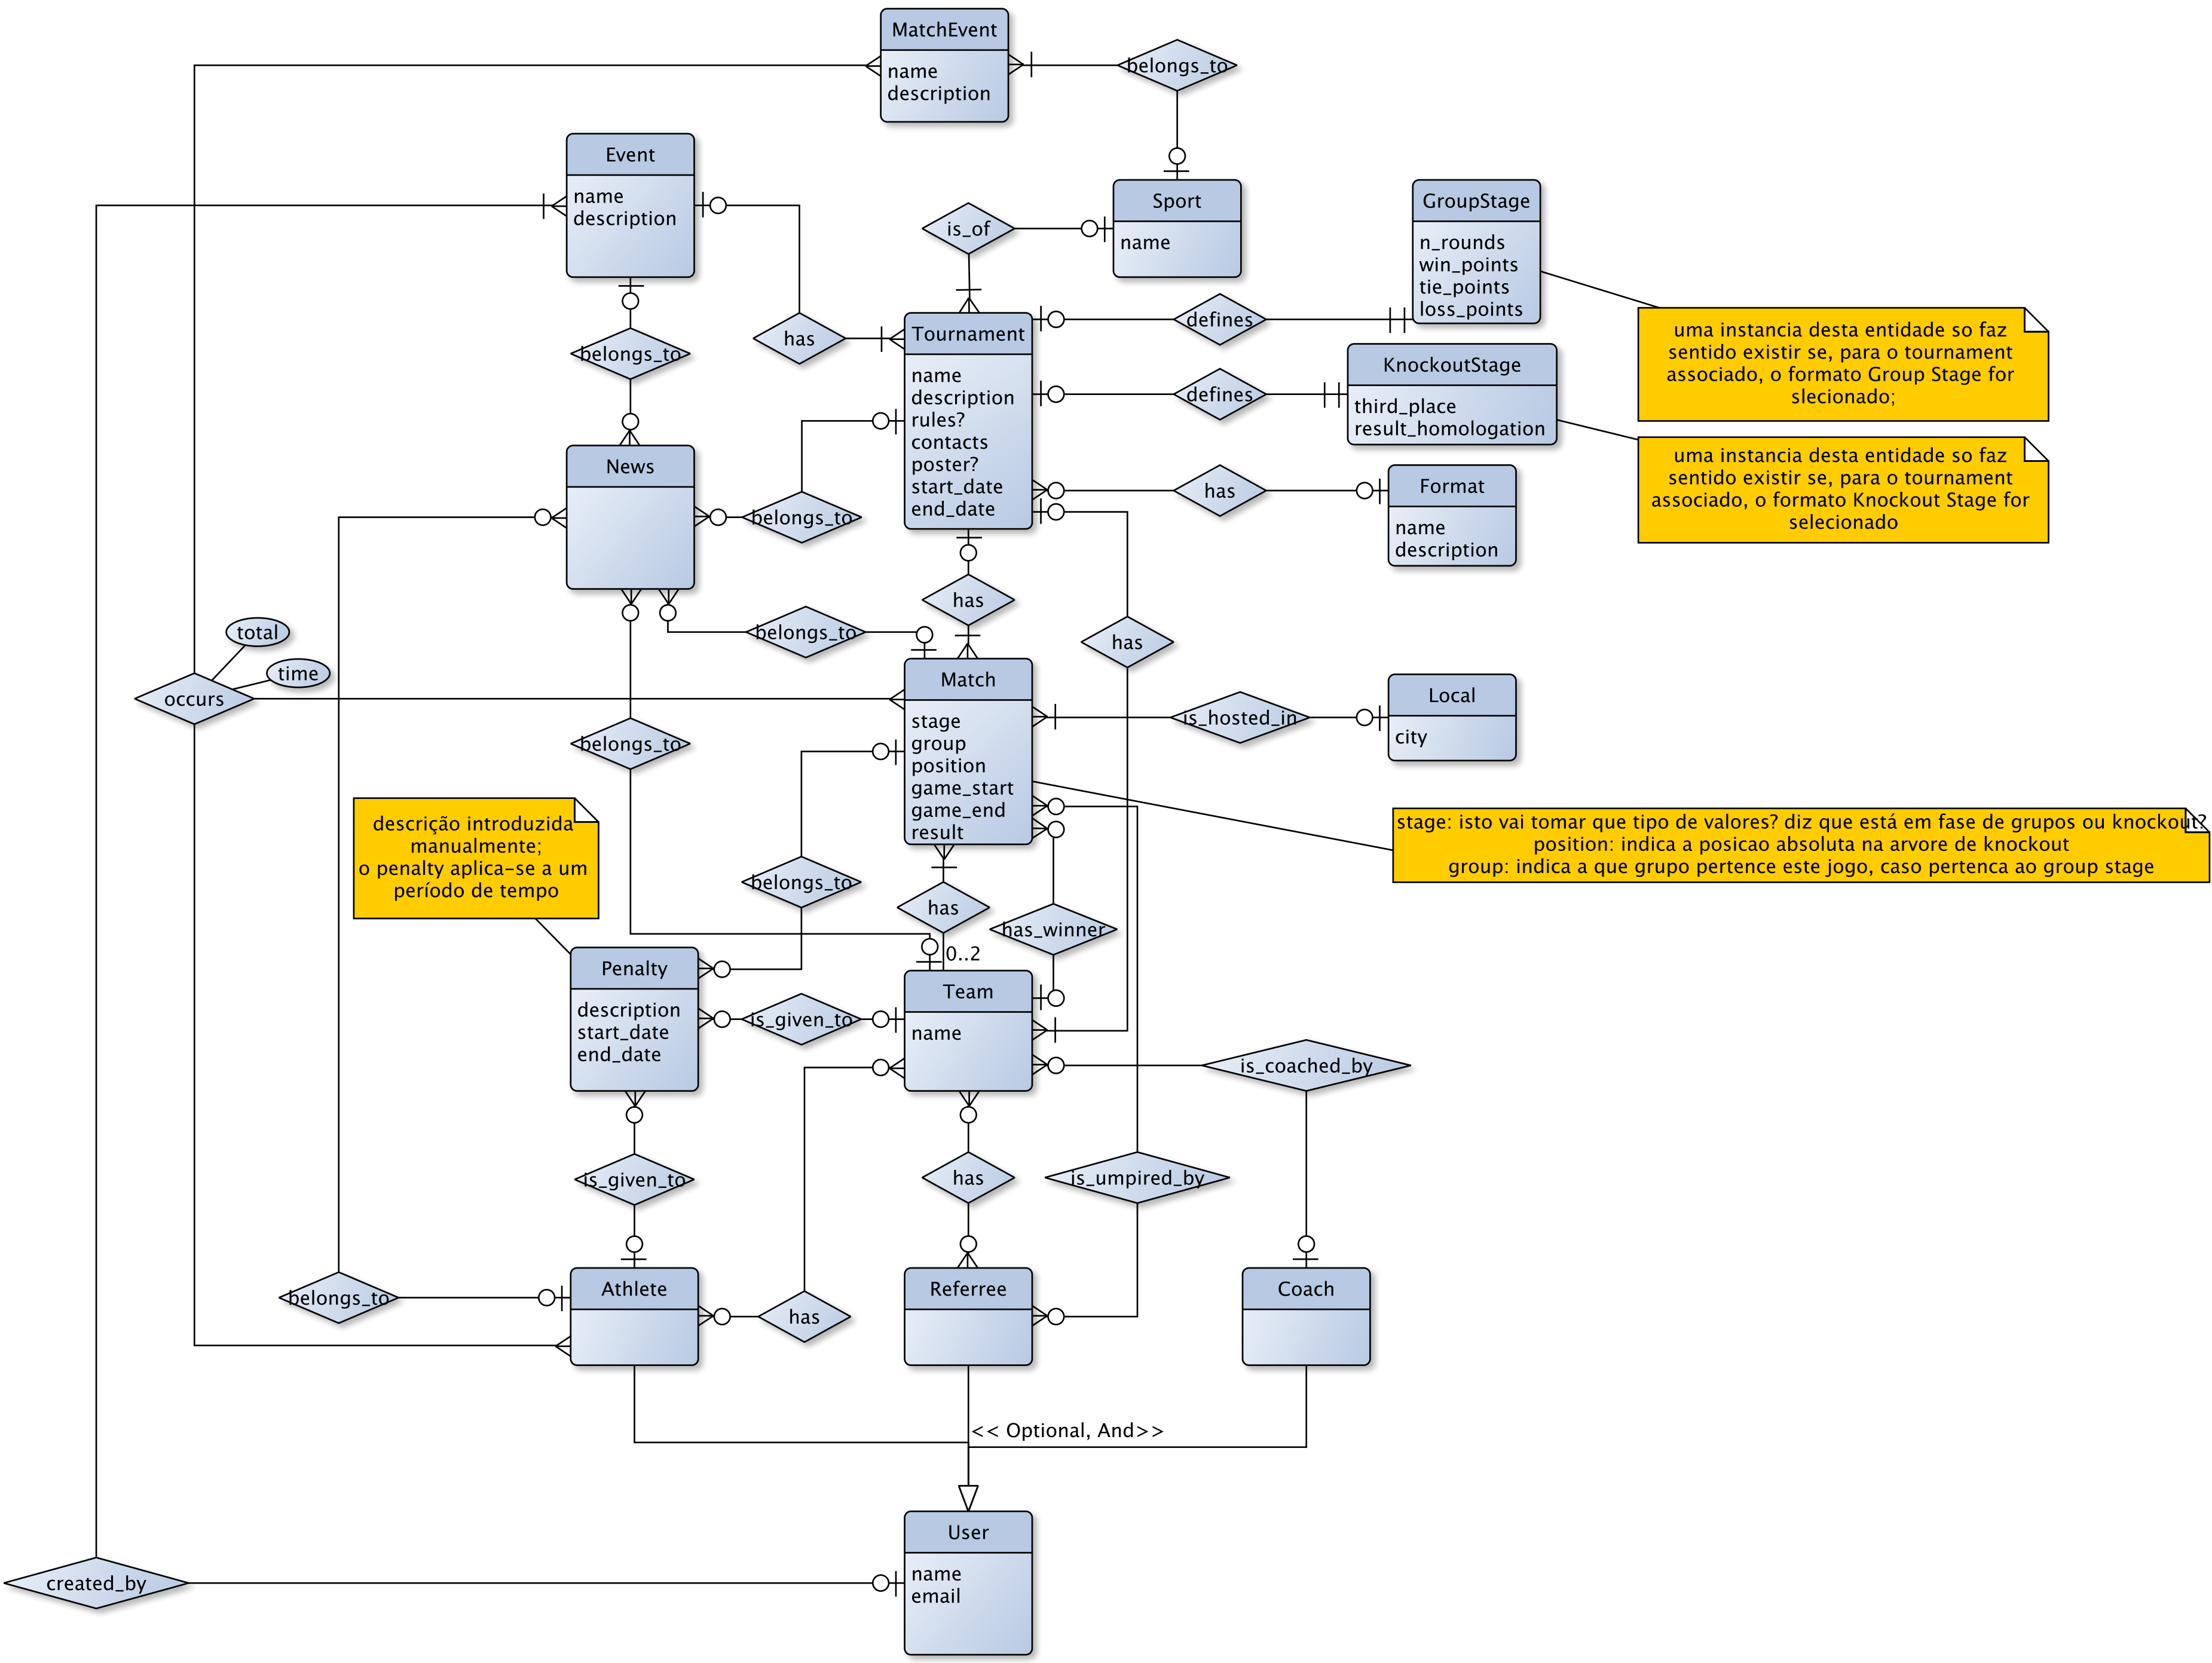 MatchEvent
name
description
belongs_to
Event
name
description
Sport
name
is_of
GroupStage
n_rounds
win_points
tie_points
loss_points
uma instancia desta entidade so faz
sentido existir se, para o tournament
associado, o formato Group Stage for
slecionado;
defines
has
Tournament
name
description
rules?
contacts
poster?
start_date
end_date
belongs_to
KnockoutStage
third_place
result_homologation
defines
uma instancia desta entidade so faz
sentido existir se, para o tournament
associado, o formato Knockout Stage for
selecionado
News
belongs_to
has
Format
name
description
has
belongs_to
has
total
time
occurs
Match
stage
group
position
game_start
game_end
result
is_hosted_in
Local
city
belongs_to
descrição introduzida
manualmente;
o penalty aplica-se a um
período de tempo
stage: isto vai tomar que tipo de valores? diz que está em fase de grupos ou knockout?
position: indica a posicao absoluta na arvore de knockout
group: indica a que grupo pertence este jogo, caso pertenca ao group stage
belongs_to
has
has_winner
0..2
Penalty
description
start_date
end_date
is_given_to
Team
name
is_coached_by
is_given_to
has
is_umpired_by
belongs_to
Athlete
has
Referree
Coach
<< Optional, And>>
User
name
email
created_by